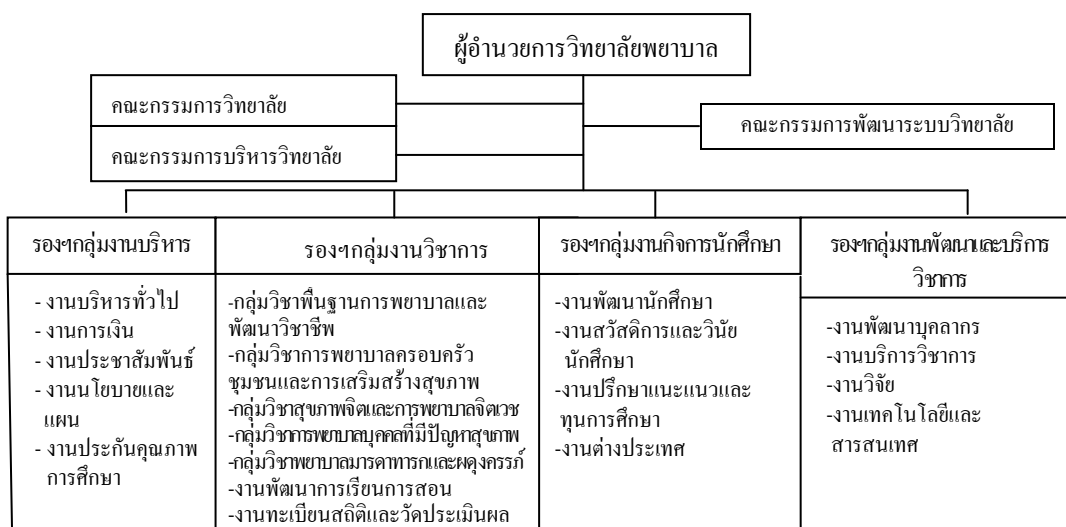 ผู้อำนวยการวิทยาลัยพยาบาล
คณะกรรมการวิทยาลัย
คณะกรรมการพัฒนาระบบวิทยาลัย
คณะกรรมการบริหารวิทยาลัย
รองฯกลุ่มงานบริหาร
- งานบริหารทั่วไป
- งานการเงิน
- งานประชาสัมพันธ์
- งานนโยบายและ
แผน
- งานประกันคุณภาพ
การศึกษา
รองฯกลุ่มงานวิชาการ
-กลุ่มวิชาพื้นฐานการพยาบาลและ
พัฒนาวิชาชีพ
-กลุ่มวิชาการพยาบาลครอบครัว
ชุมชนและการเสริมสร้างสุขภาพ
-กลุ่มวิชาสุขภาพจิตและการพยาบาลจิตเวช
-กลุ่มวิชาการพยาบาลบุคคลที่มีปัญหาสุขภาพ
-กลุ่มวิชาพยาบาลมารดาทารกและผดุงครรภ์
-งานพัฒนาการเรียนการสอน
-งานทะเบียนสถิติและวัดประเมินผล
รองฯกลุ่มงานกิจการนักศึกษา
-งานพัฒนานักศึกษา
-งานสวัสดิการและวินัย
นักศึกษา
-งานปรึกษาแนะแนวและ
ทุนการศึกษา
-งานต่างประเทศ
รองฯกลุ่มงานพัฒนาและบริการ
วิชาการ
-งานพัฒนาบุคลากร
-งานบริการวิชาการ
-งานวิจัย
-งานเทคโนโลยีและ
สารสนเทศ